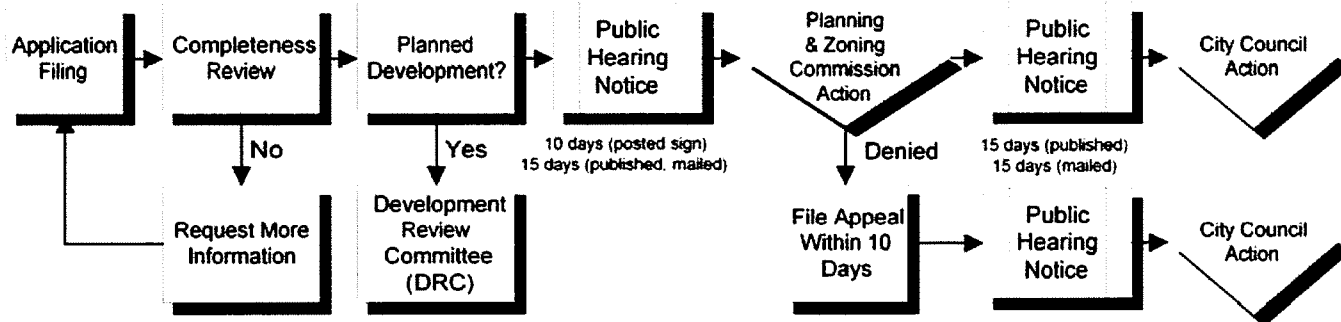 Application
Filing
Completeness
Review
Planned
Development?
Public
Hearing
Notice
Planning
& Zoning
Commission
Action
Public
Hearing
Notice
City Council
Action
No
Yes
10 days (posted sign)
15 days (published, mailed)
Denied
15 days (published)
15 days (mailed)
Request More
Information
Development
Review
Committee
(DRC)
File Appeal
Within 10
Days
Public
Hearing
Notice
City Council
Action